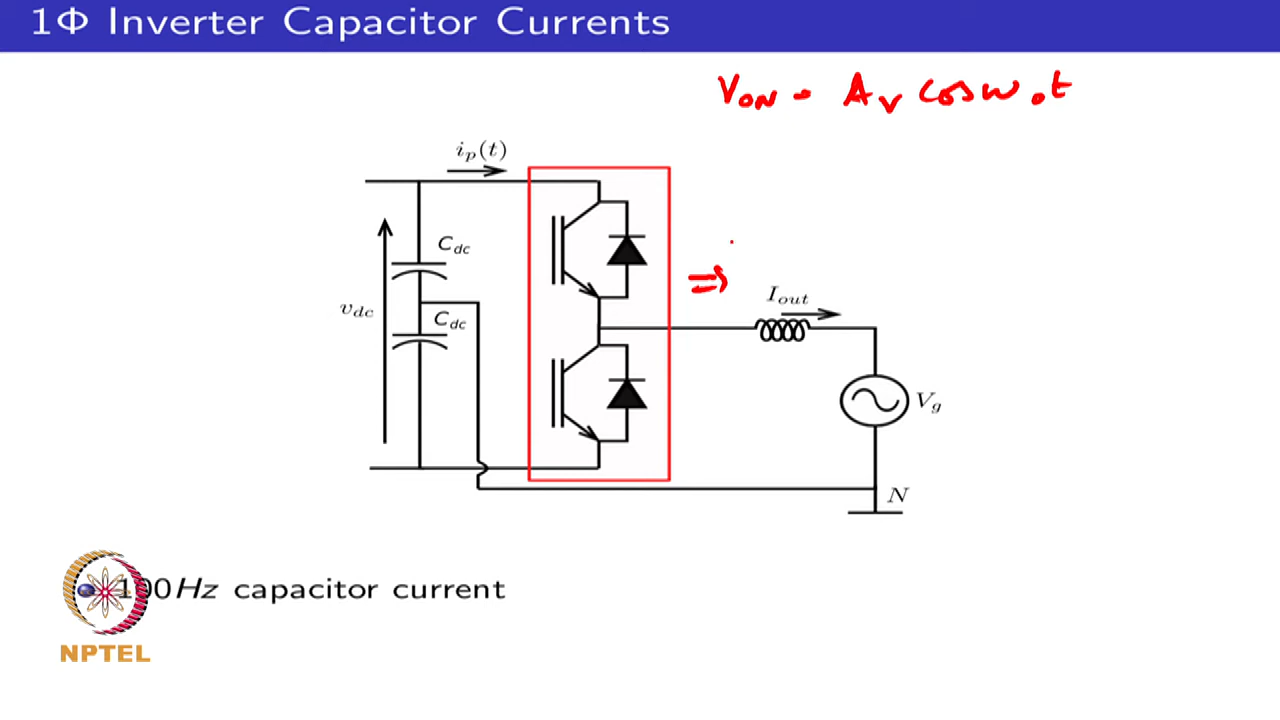 1Φ Inverter Capacitor Currents
V_ON = A_v cos ω_0 t
i_p(t)
C_dc
v_dc
C_dc
⇒
I_out
V_g
N
100Hz capacitor current
NPTEL